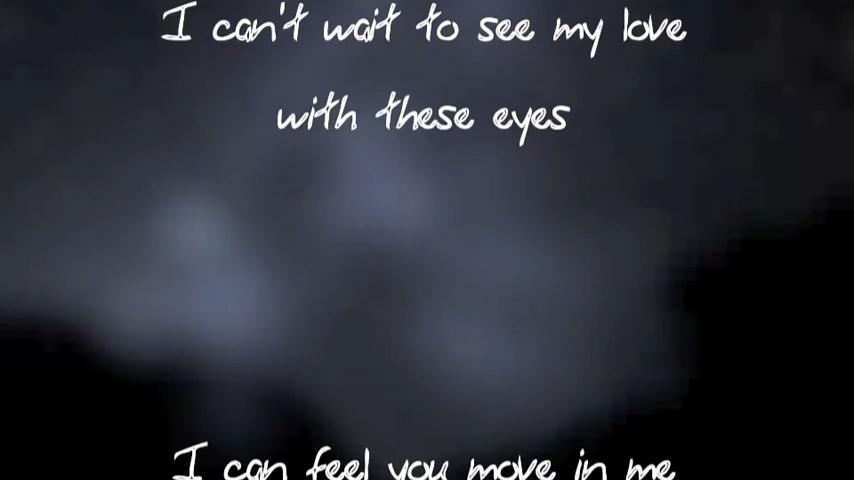 I can't wait to see my love
with these eyes
I can feel you move in me